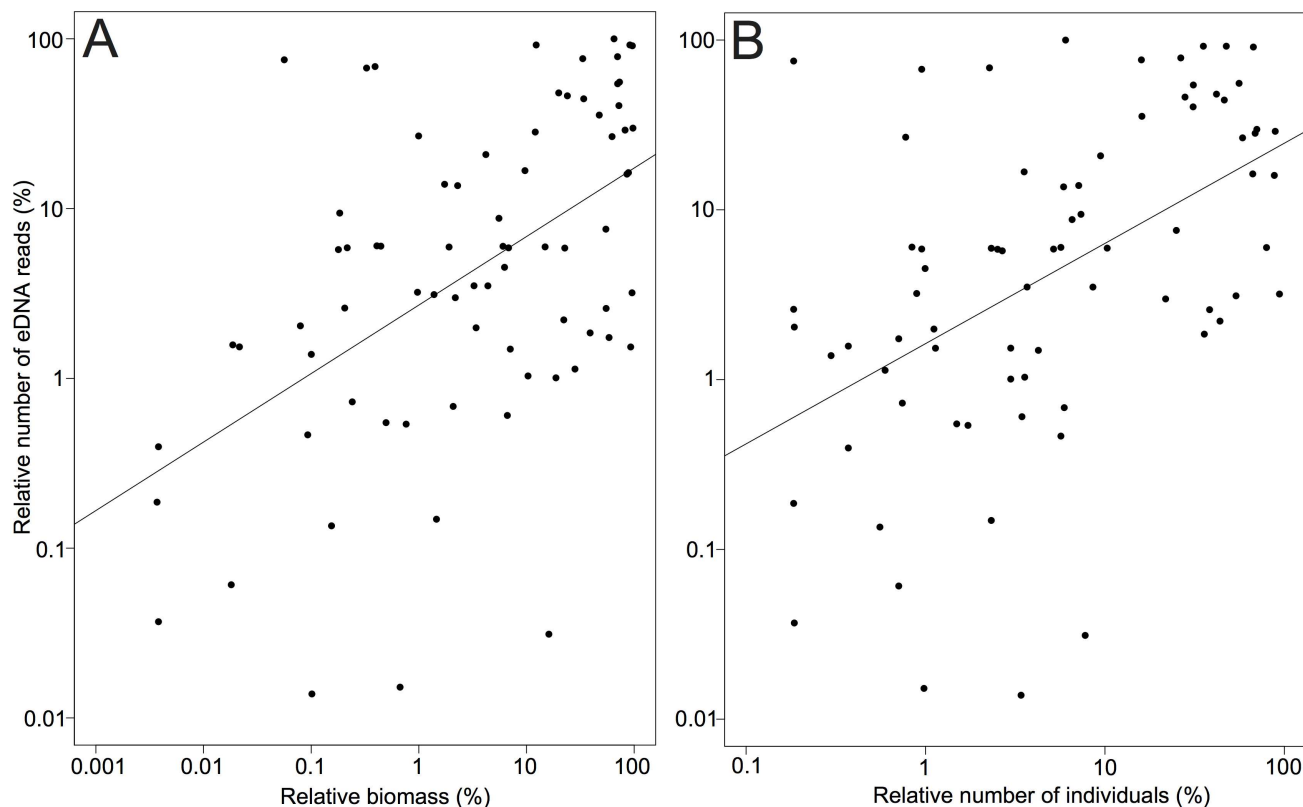 A
B
Relative number of eDNA reads (%)
100
10
1
0.1
0.01
0.001 0.01 0.1 1 10 100
Relative biomass (%)
100
10
1
0.1
0.01
0.1 1 10 100
Relative number of individuals (%)